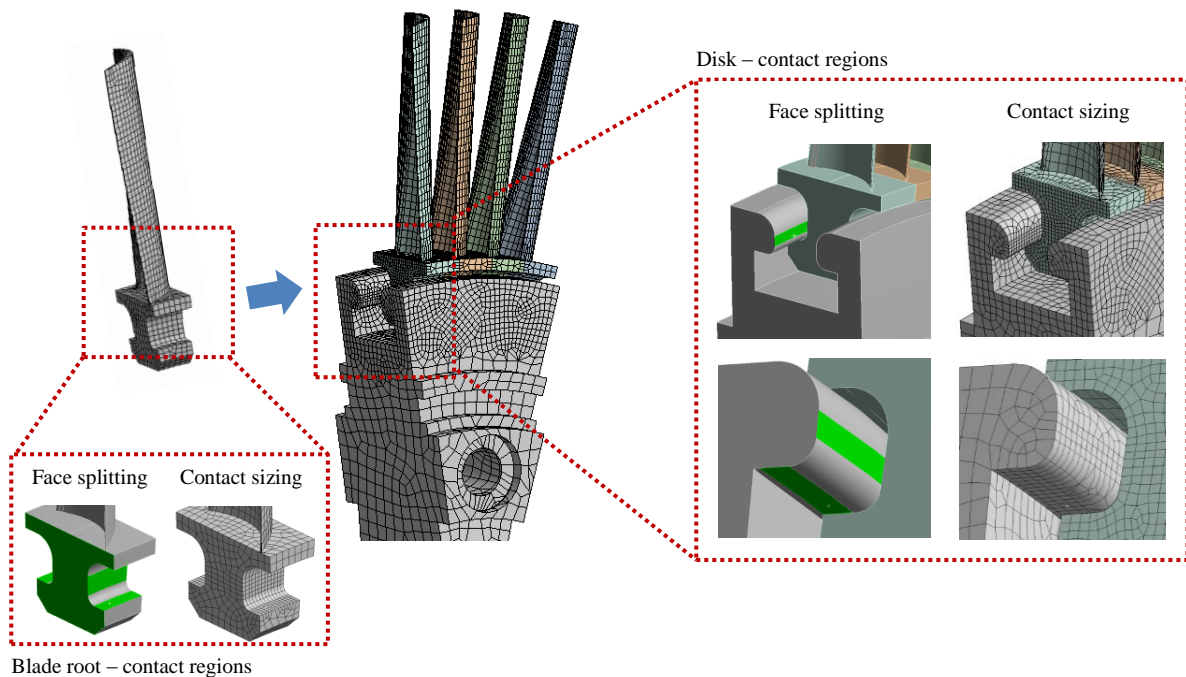 Disk – contact regions
Face splitting
Contact sizing
Face splitting
Contact sizing
Blade root – contact regions